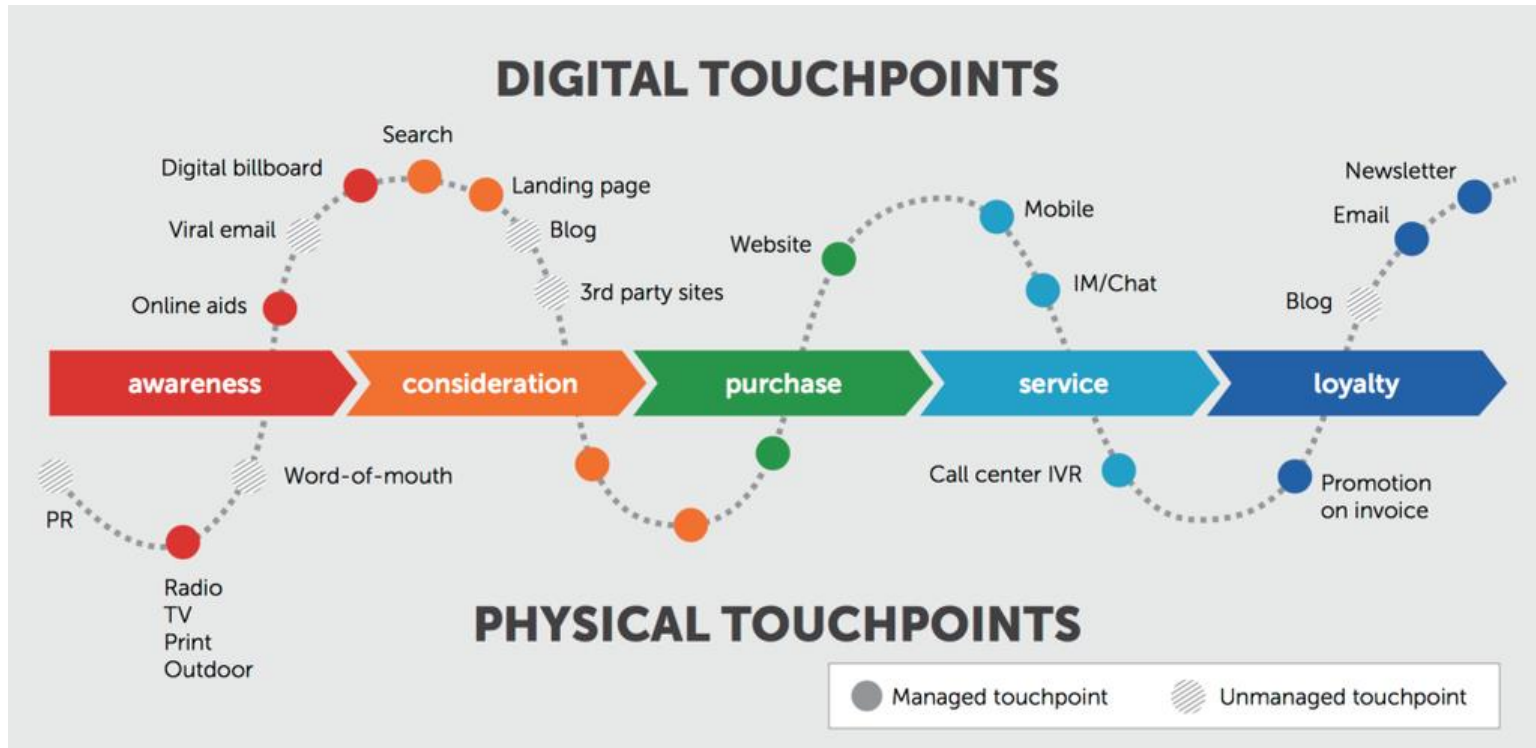 DIGITAL TOUCHPOINTS
Search
Digital billboard
Landing page
Viral email
Blog
Online aids
3rd party sites
Website
Mobile
IM/Chat
Newsletter
Email
Blog
awareness
consideration
purchase
service
loyalty
PR
Word-of-mouth
Radio
TV
Print
Outdoor
Call center IVR
Promotion
on invoice
PHYSICAL TOUCHPOINTS
Managed touchpoint
Unmanaged touchpoint